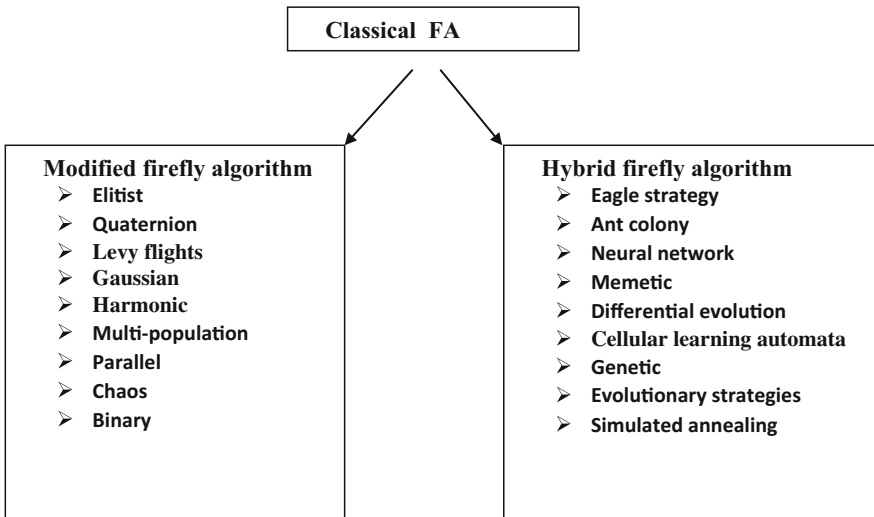 Classical FA
Modified firefly algorithm
➢ Elitist
➢ Quaternion
➢ Levy flights
➢ Gaussian
➢ Harmonic
➢ Multi-population
➢ Parallel
➢ Chaos
➢ Binary
Hybrid firefly algorithm
➢ Eagle strategy
➢ Ant colony
➢ Neural network
➢ Memetic
➢ Differential evolution
➢ Cellular learning automata
➢ Genetic
➢ Evolutionary strategies
➢ Simulated annealing